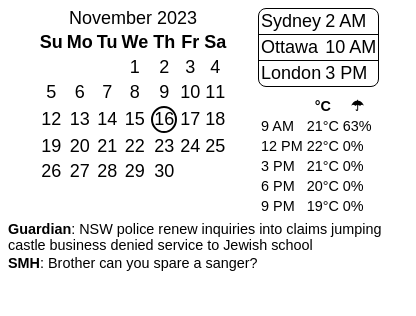 November 2023
Su Mo Tu We Th Fr Sa
1 2 3 4
5 6 7 8 9 10 11
12 13 14 15 16 17 18
19 20 21 22 23 24 25
26 27 28 29 30
Sydney 2 AM
Ottawa 10 AM
London 3 PM
°C ☂
9 AM 21°C 63%
12 PM 22°C 0%
3 PM 21°C 0%
6 PM 20°C 0%
9 PM 19°C 0%
Guardian: NSW police renew inquiries into claims jumping
castle business denied service to Jewish school
SMH: Brother can you spare a sanger?